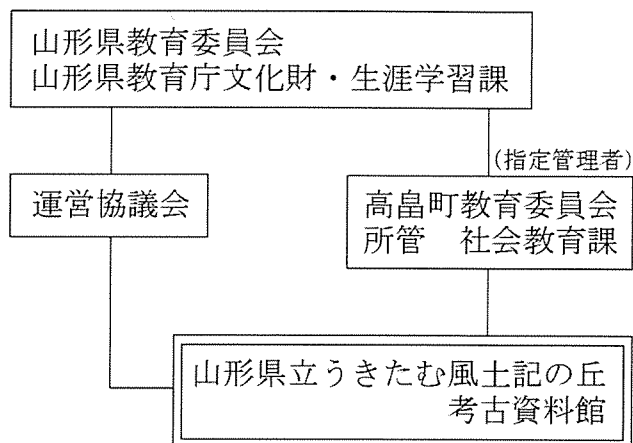 山形県教育委員会
山形県教育庁文化財・生涯学習課
(指定管理者)
運営協議会
高畠町教育委員会
所管　社会教育課
山形県立うきたむ風土記の丘
考古資料館